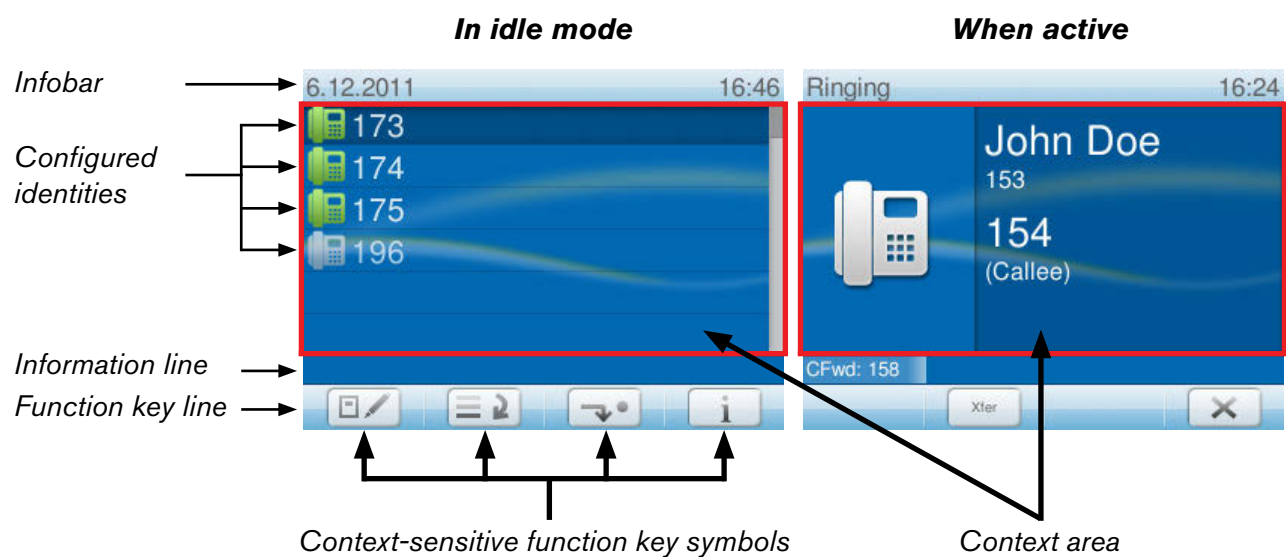 In idle mode
When active
Infobar
6.12.2011 16:46
Ringing 16:24
Configured
identities
173
174
175
196
John Doe
153
154
(Callee)
Information line
CFwd: 158
Function key line
i
Xfer
Context-sensitive function key symbols
Context area